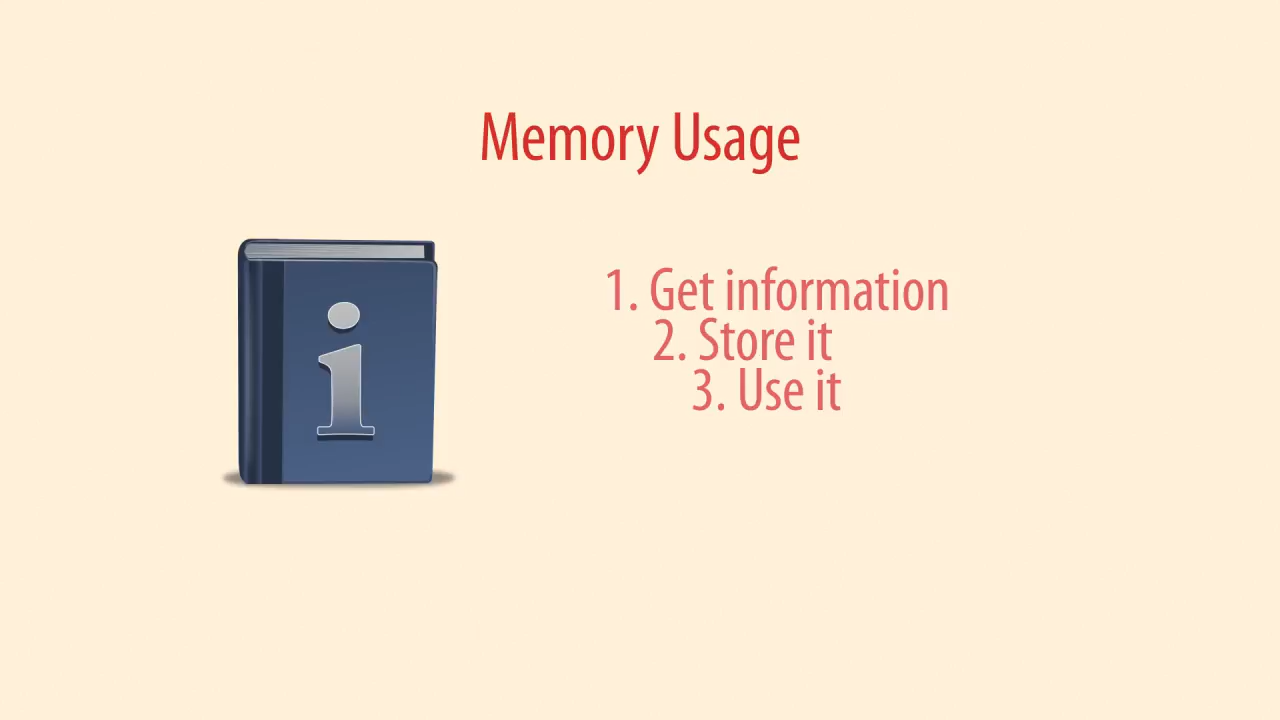 Memory Usage
i
1. Get information
2. Store it
3. Use it